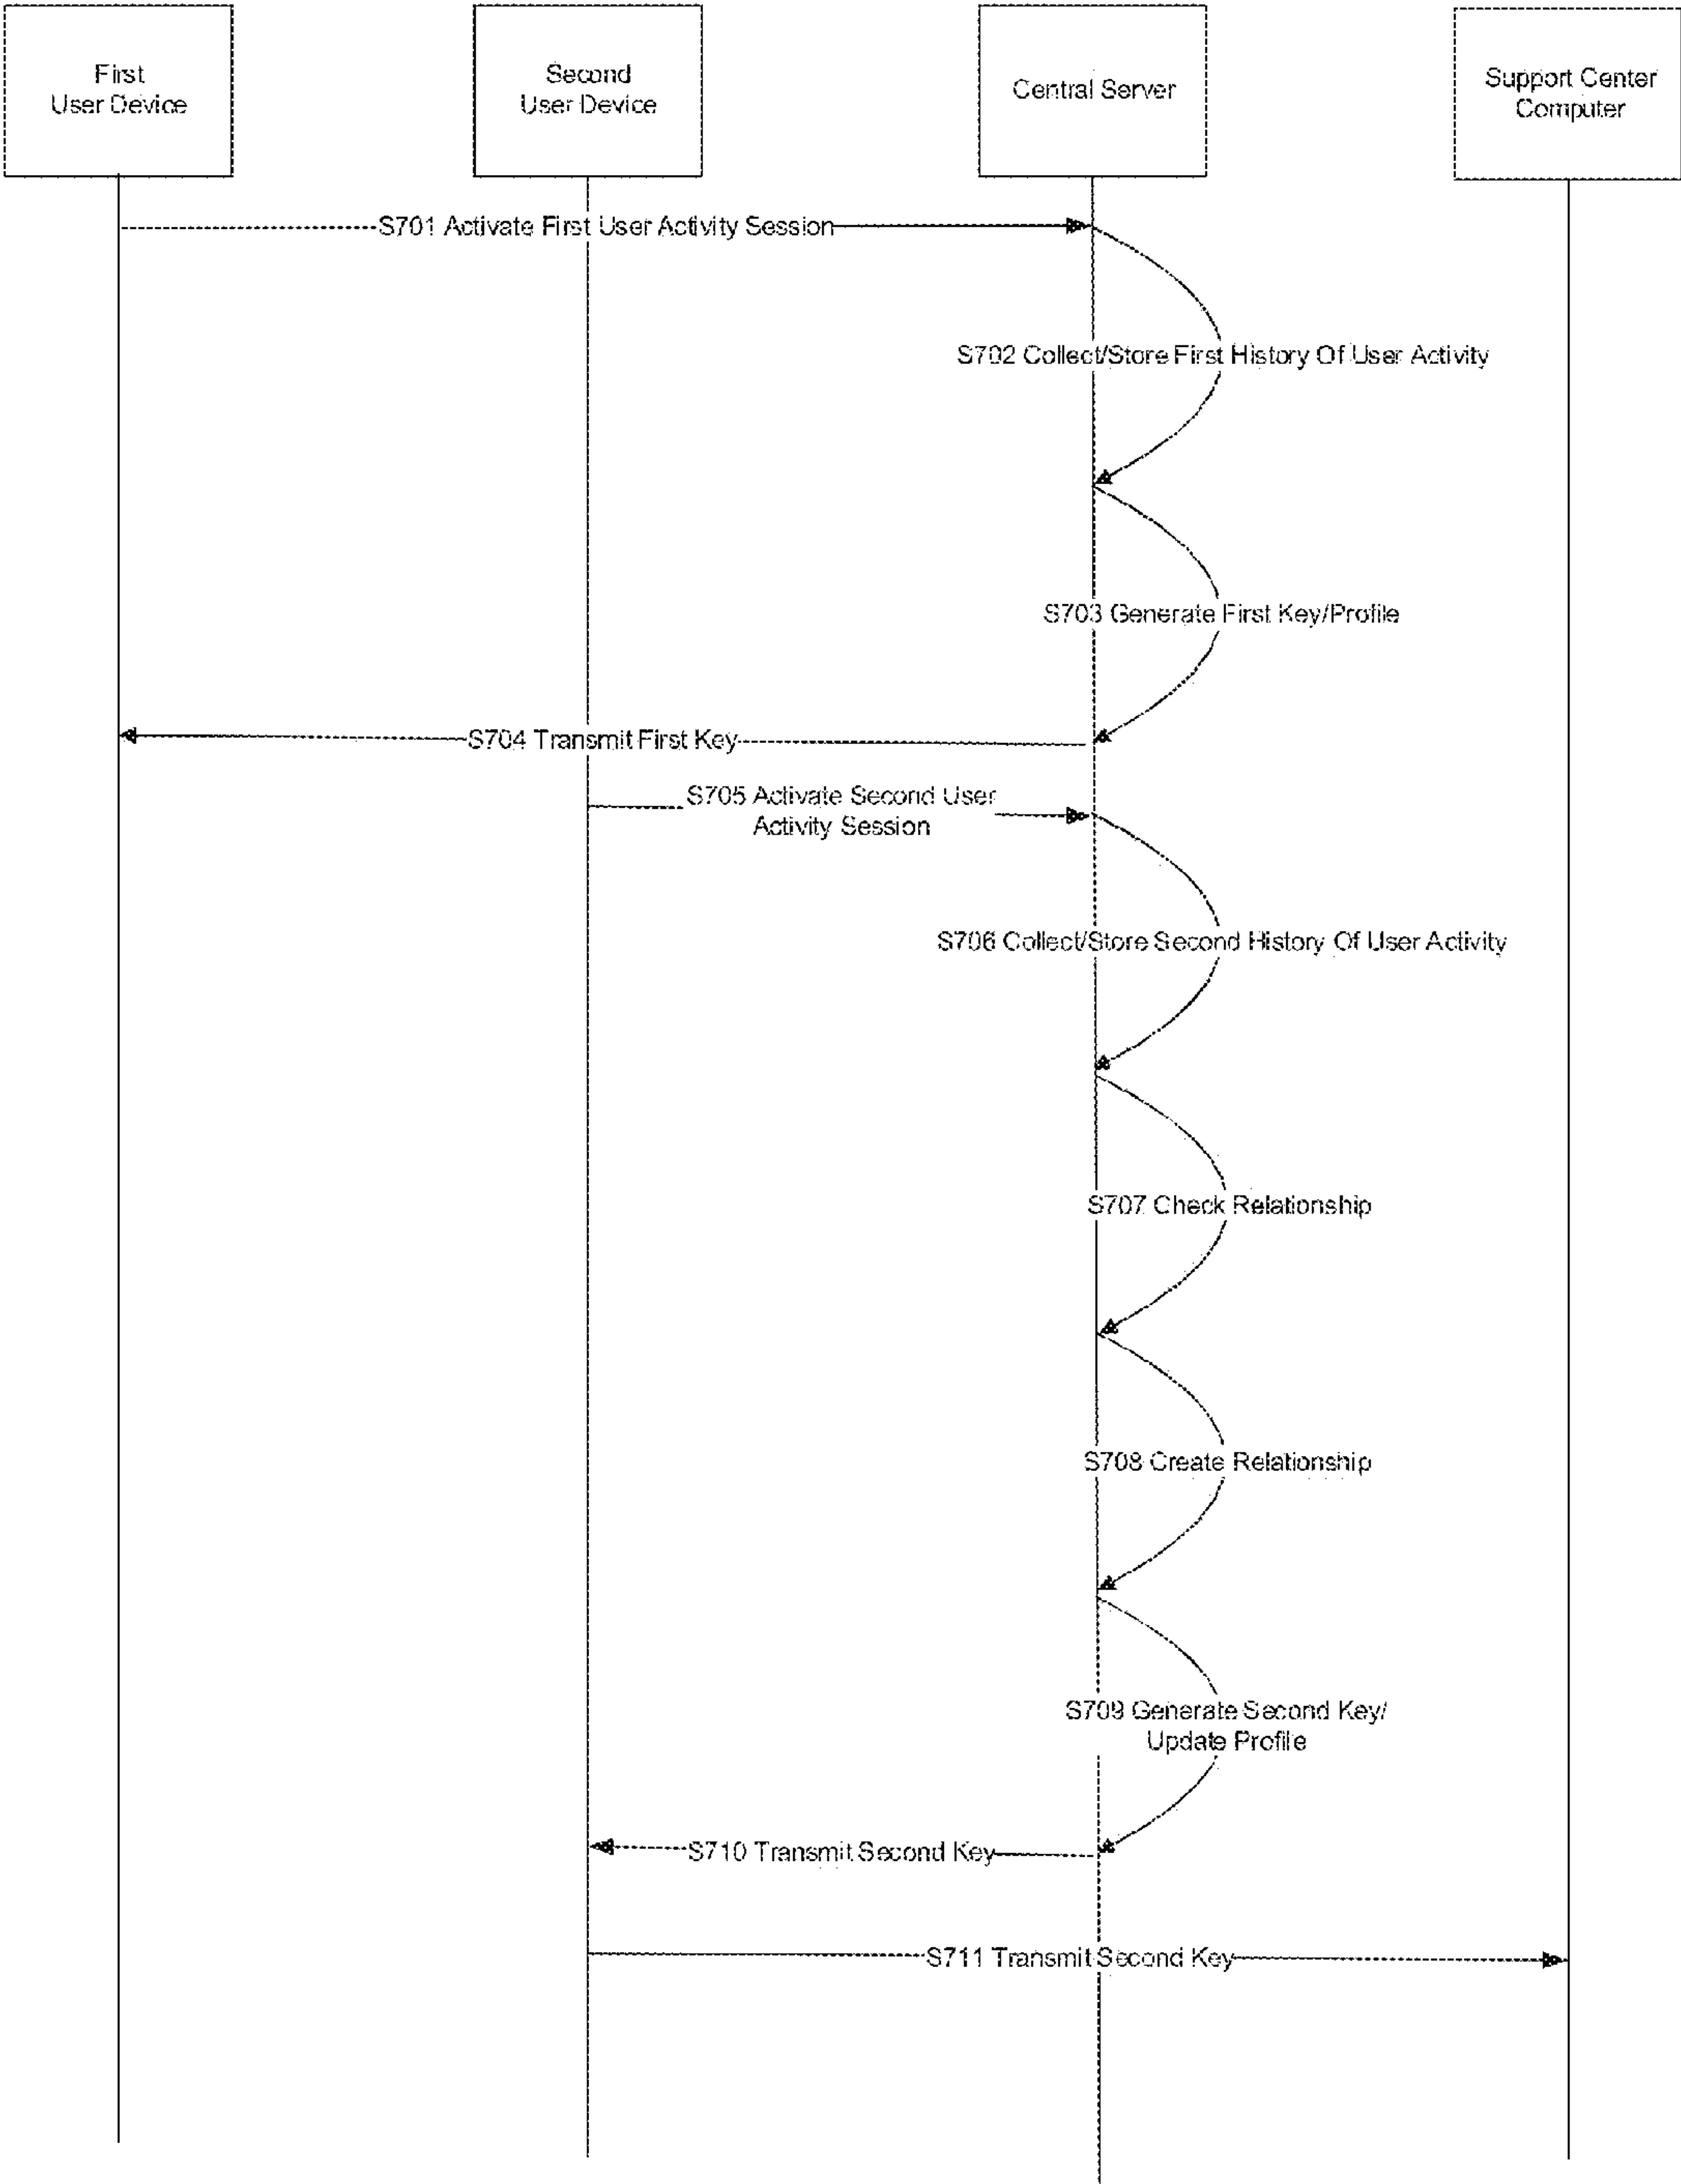 First
User Device
Second
User Device
Central Server
Support Center
Computer
S701 Activate First User Activity Session
S702 Collect/Store First History Of User Activity
S703 Generate First Key/Profile
S704 Transmit First Key
S705 Activate Second User
Activity Session
S706 Collect/Store Second History Of User Activity
S707 Check Relationship
S708 Create Relationship
S709 Generate Second Key/
Update Profile
S710 Transmit Second Key
S711 Transmit Second Key